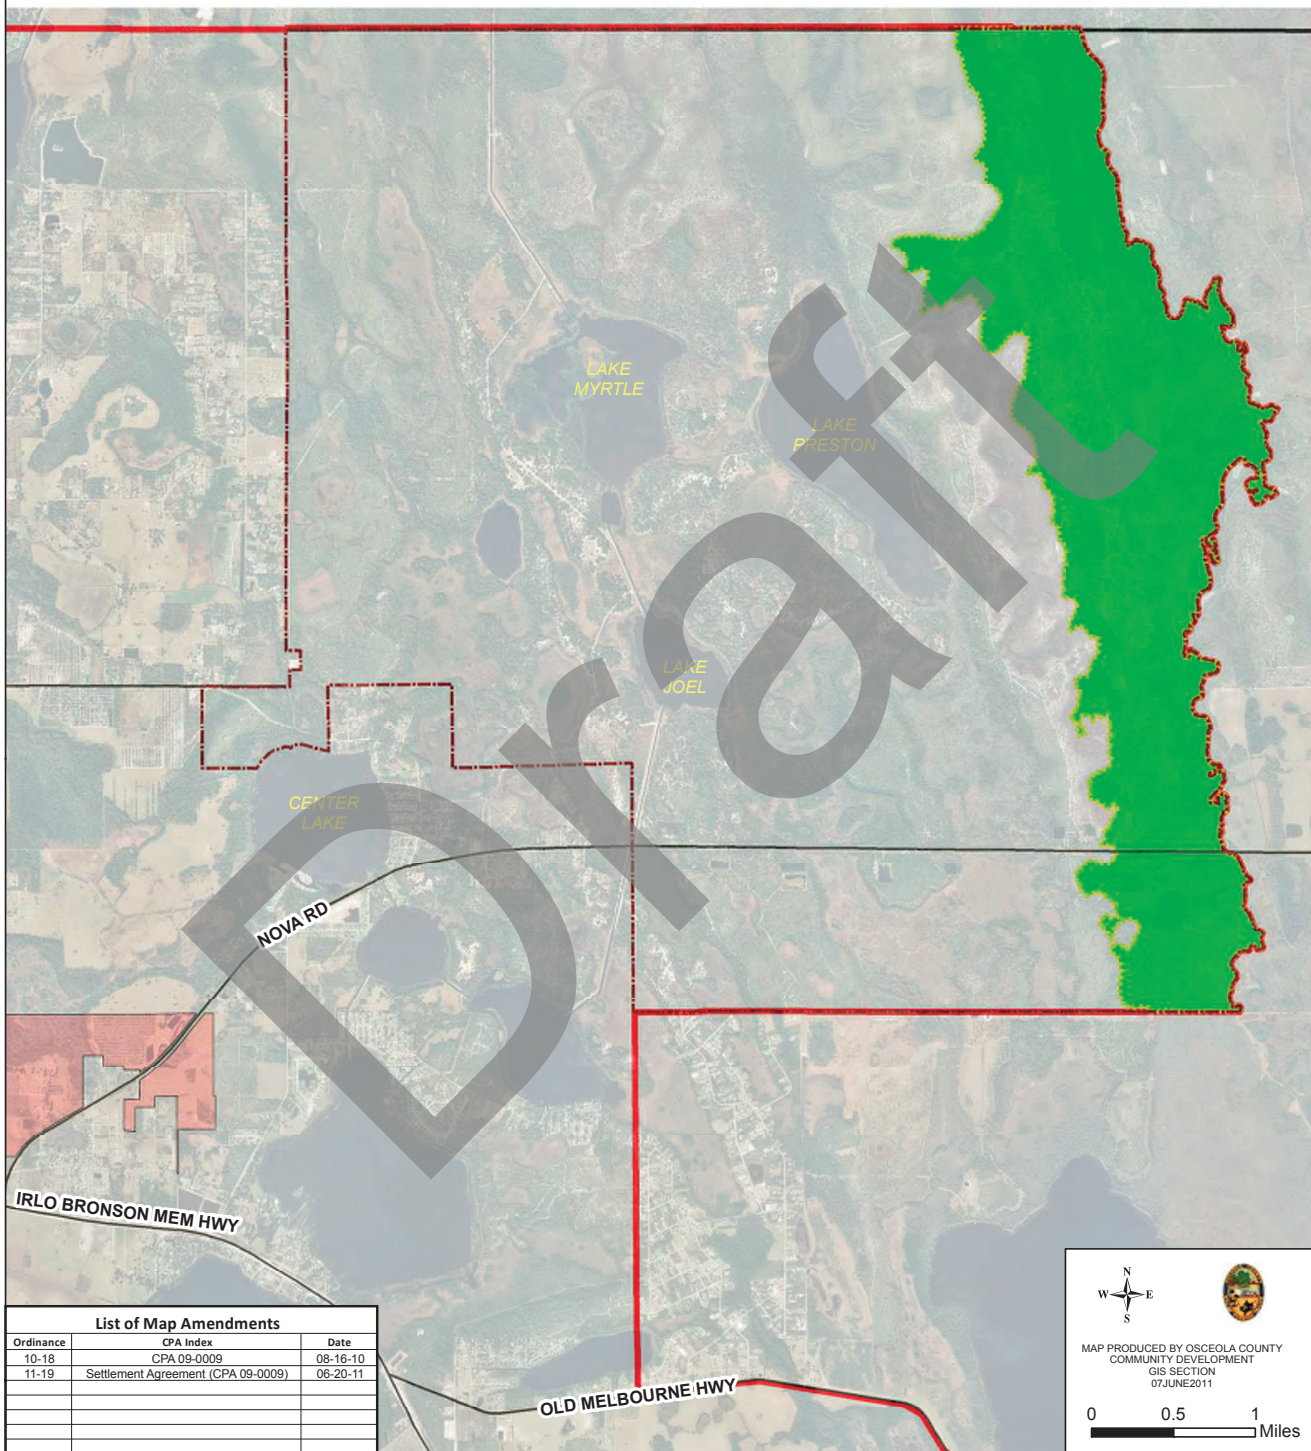 LAKE
MYRTLE
LAKE
PRESTON
LAKE
JOEL
CENTER
LAKE
Draft
NOVA RD
IRLO BRONSON MEM HWY
OLD MELBOURNE HWY
List of Map Amendments
Ordinance CPA Index Date
10-18 CPA 09-0009 08-16-10
11-19 Settlement Agreement (CPA 09-0009) 06-20-11
N
W E
S
MAP PRODUCED BY OSCEOLA COUNTY
COMMUNITY DEVELOPMENT
GIS SECTION
07JUNE2011
0 0.5 1
Miles